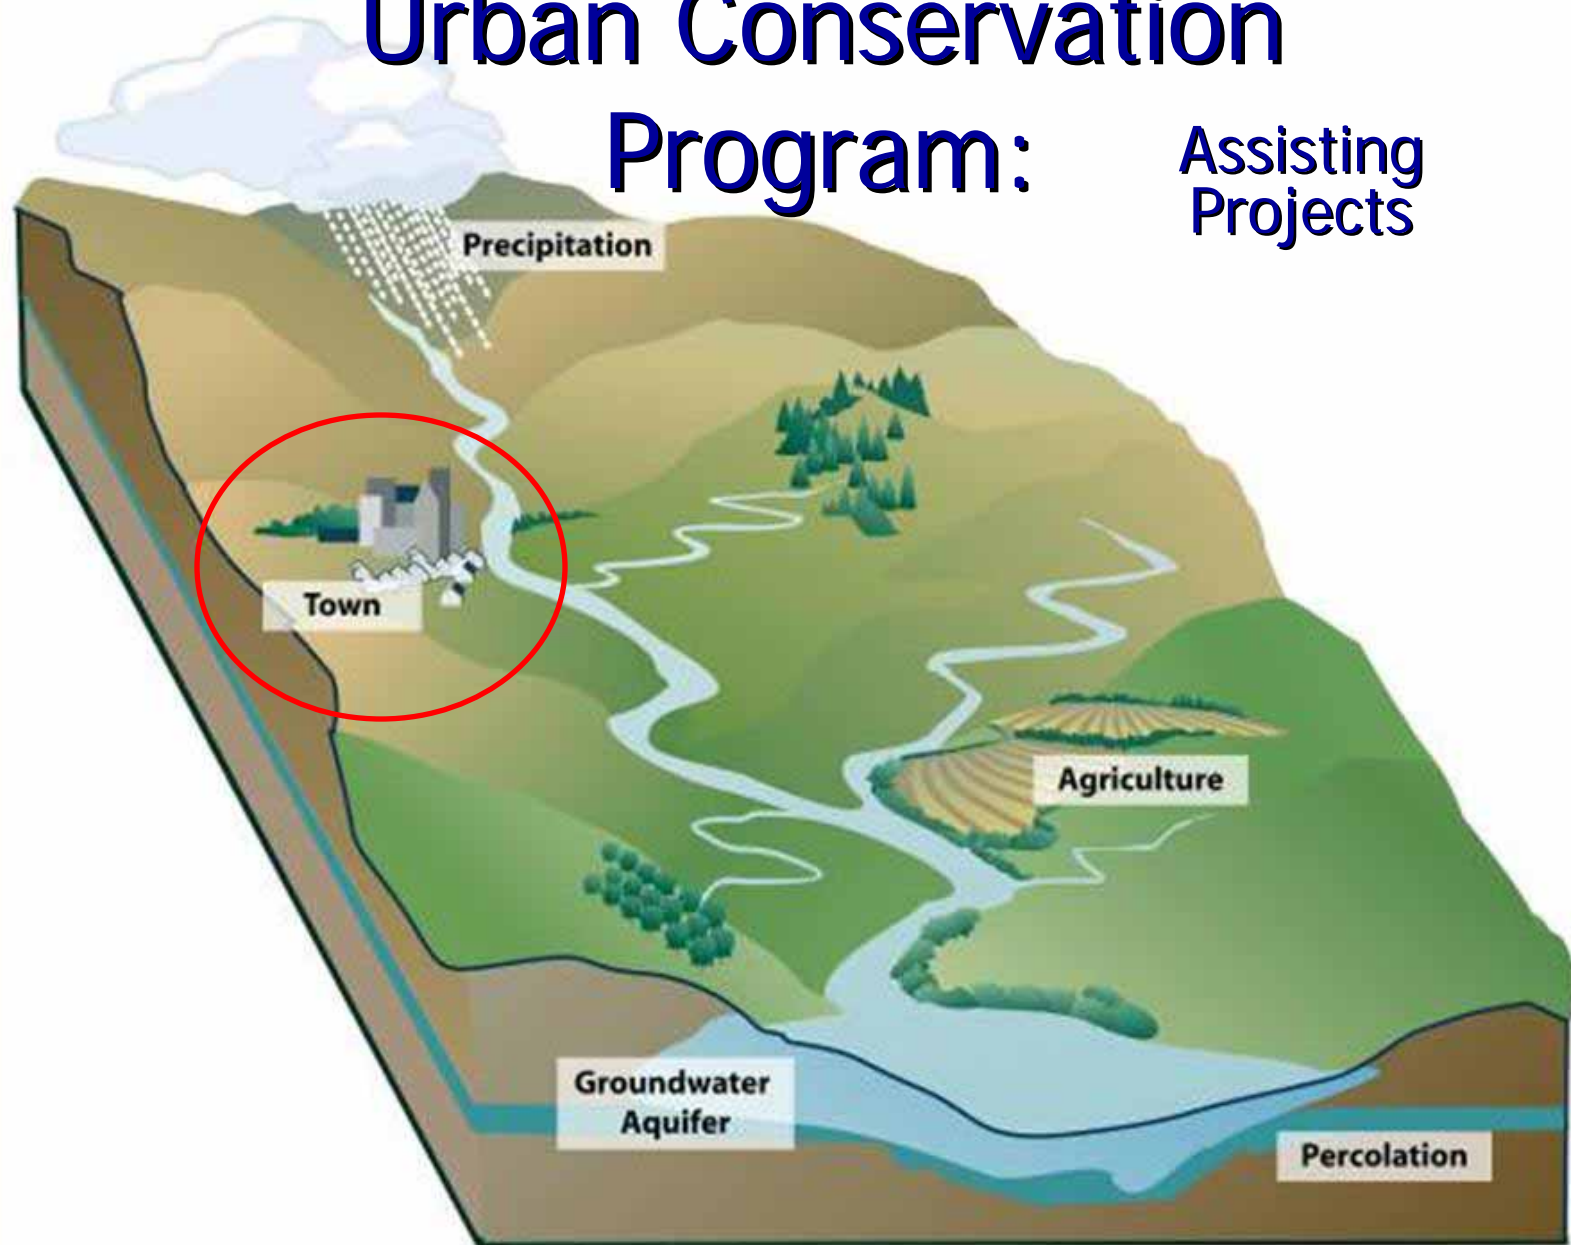 Urban Conservation
Program:
Assisting
Projects
Precipitation
Town
Agriculture
Groundwater
Aquifer
Percolation